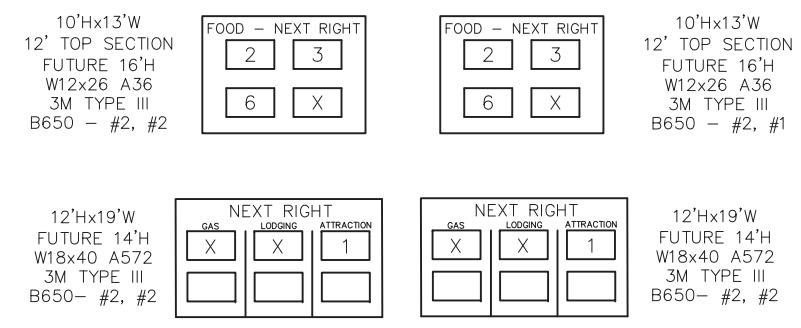 10'Hx13'W
12' TOP SECTION
FUTURE 16'H
W12x26 A36
3M TYPE III
B650 – #2, #2
FOOD – NEXT RIGHT
2 3
6 X
FOOD – NEXT RIGHT
2 3
6 X
10'Hx13'W
12' TOP SECTION
FUTURE 16'H
W12x26 A36
3M TYPE III
B650 – #2, #1
12'Hx19'W
FUTURE 14'H
W18x40 A572
3M TYPE III
B650– #2, #2
NEXT RIGHT
GAS LODGING ATTRACTION
X X 1
NEXT RIGHT
GAS LODGING ATTRACTION
X X 1
12'Hx19'W
FUTURE 14'H
W18x40 A572
3M TYPE III
B650– #2, #2